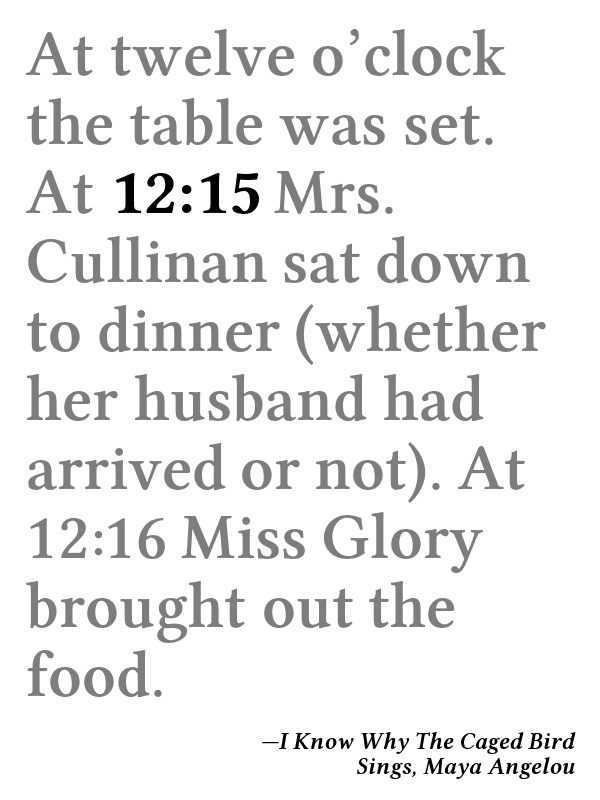 At twelve o’clock
the table was set.
At 12:15 Mrs.
Cullinan sat down
to dinner (whether
her husband had
arrived or not). At
12:16 Miss Glory
brought out the
food.
—I Know Why The Caged Bird
Sings, Maya Angelou